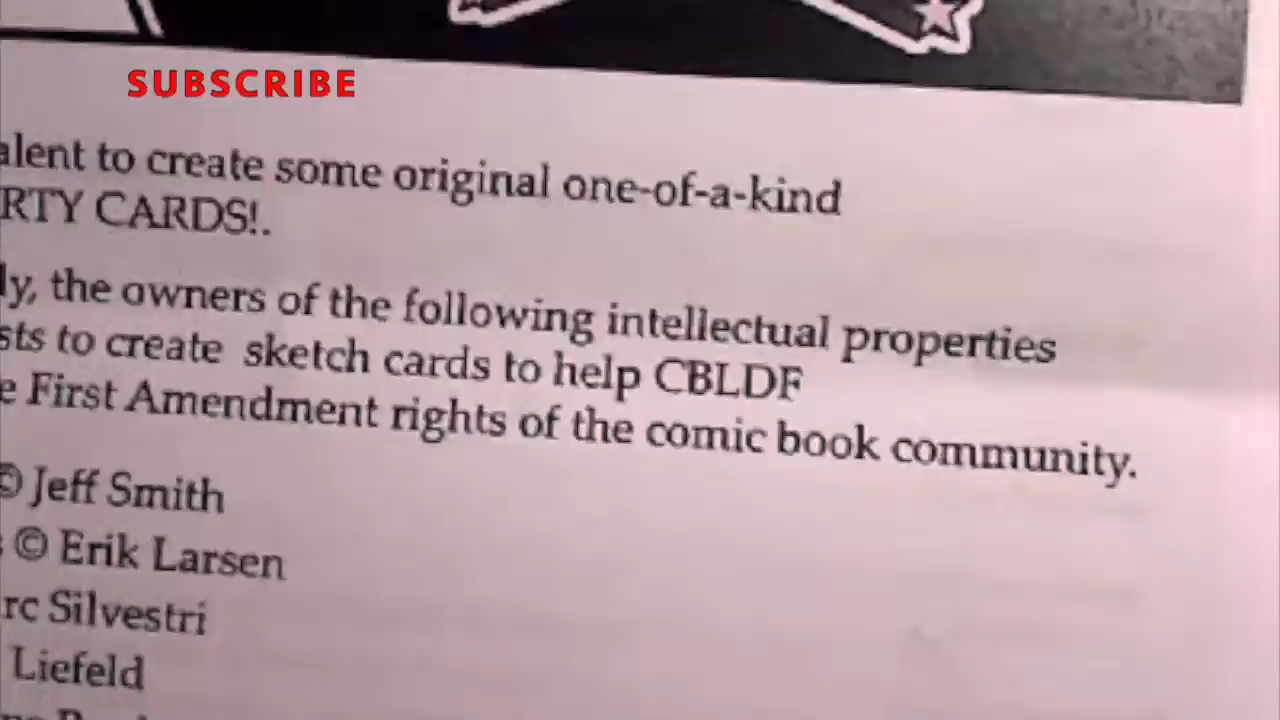 SUBSCRIBE
alent to create some original one-of-a-kind
RTY CARDS!.
ly, the owners of the following intellectual properties
sts to create sketch cards to help CBLDF
e First Amendment rights of the comic book community.
© Jeff Smith
© Erik Larsen
rc Silvestri
Liefeld